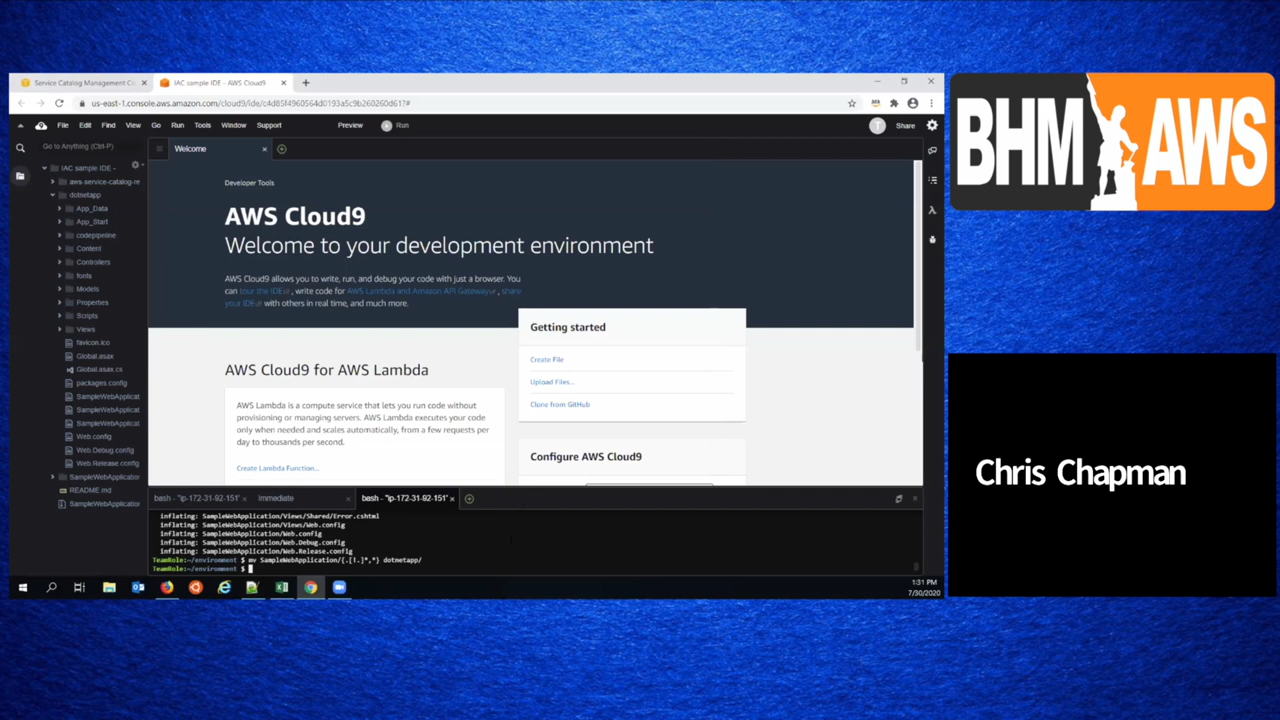 Service Catalog Management Co
IAC sample IDE - AWS Cloud9
us-east-1.console.aws.amazon.com/cloud9/ide/c4d85f4960564d0193a5c9b260260d61?#
File Edit Find View Go Run Tools Window Support Preview Run
T Share
Go to Anything (Ctrl-P)
Welcome
IAC sample IDE -
aws-service-catalog-re
dotnetapp
App_Data
App_Start
codepipeline
Content
Controllers
fonts
Models
Properties
Scripts
Views
favicon.ico
Global.asax
Global.asax.cs
packages.config
SampleWebApplicat
SampleWebApplicat
SampleWebApplicat
Web.config
Web.Debug.config
Web.Release.config
SampleWebApplication
README.md
SampleWebApplication
Developer Tools
AWS Cloud9
Welcome to your development environment
AWS Cloud9 allows you to write, run, and debug your code with just a browser. You
can tour the IDE, write code for AWS Lambda and Amazon API Gateway, share
your IDE with others in real time, and much more.
Getting started
Create File
Upload Files...
Clone from GitHub
AWS Cloud9 for AWS Lambda
AWS Lambda is a compute service that lets you run code without
provisioning or managing servers. AWS Lambda executes your code
only when needed and scales automatically, from a few requests per
day to thousands per second.
Create Lambda Function...
Configure AWS Cloud9
bash - "ip-172-31-92-151"
Immediate
bash - "ip-172-31-92-151"
inflating: SampleWebApplication/Views/Shared/Error.cshtml
inflating: SampleWebApplication/Views/Web.config
inflating: SampleWebApplication/Web.config
inflating: SampleWebApplication/Web.Debug.config
inflating: SampleWebApplication/Web.Release.config
TeamRole:~/environment $ mv SampleWebApplication/{.[!.]*,*} dotnetapp/
TeamRole:~/environment $
1:31 PM
7/30/2020
BHM AWS
Chris Chapman